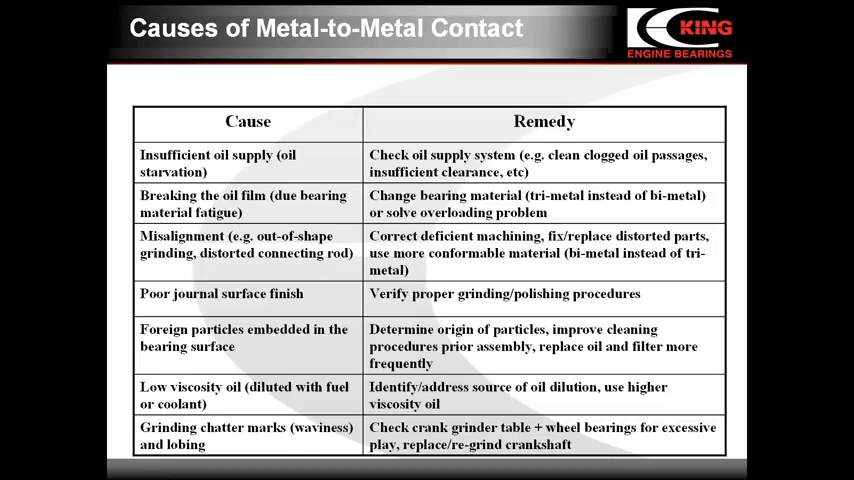 Causes of Metal-to-Metal Contact
KING
ENGINE BEARINGS
Cause
Remedy
Insufficient oil supply (oil
starvation)
Check oil supply system (e.g. clean clogged oil passages,
insufficient clearance, etc)
Breaking the oil film (due bearing
material fatigue)
Change bearing material (tri-metal instead of bi-metal)
or solve overloading problem
Misalignment (e.g. out-of-shape
grinding, distorted connecting rod)
Correct deficient machining, fix/replace distorted parts,
use more conformable material (bi-metal instead of tri-
metal)
Poor journal surface finish
Verify proper grinding/polishing procedures
Foreign particles embedded in the
bearing surface
Determine origin of particles, improve cleaning
procedures prior assembly, replace oil and filter more
frequently
Low viscosity oil (diluted with fuel
or coolant)
Identify/address source of oil dilution, use higher
viscosity oil
Grinding chatter marks (waviness)
and lobing
Check crank grinder table + wheel bearings for excessive
play, replace/re-grind crankshaft